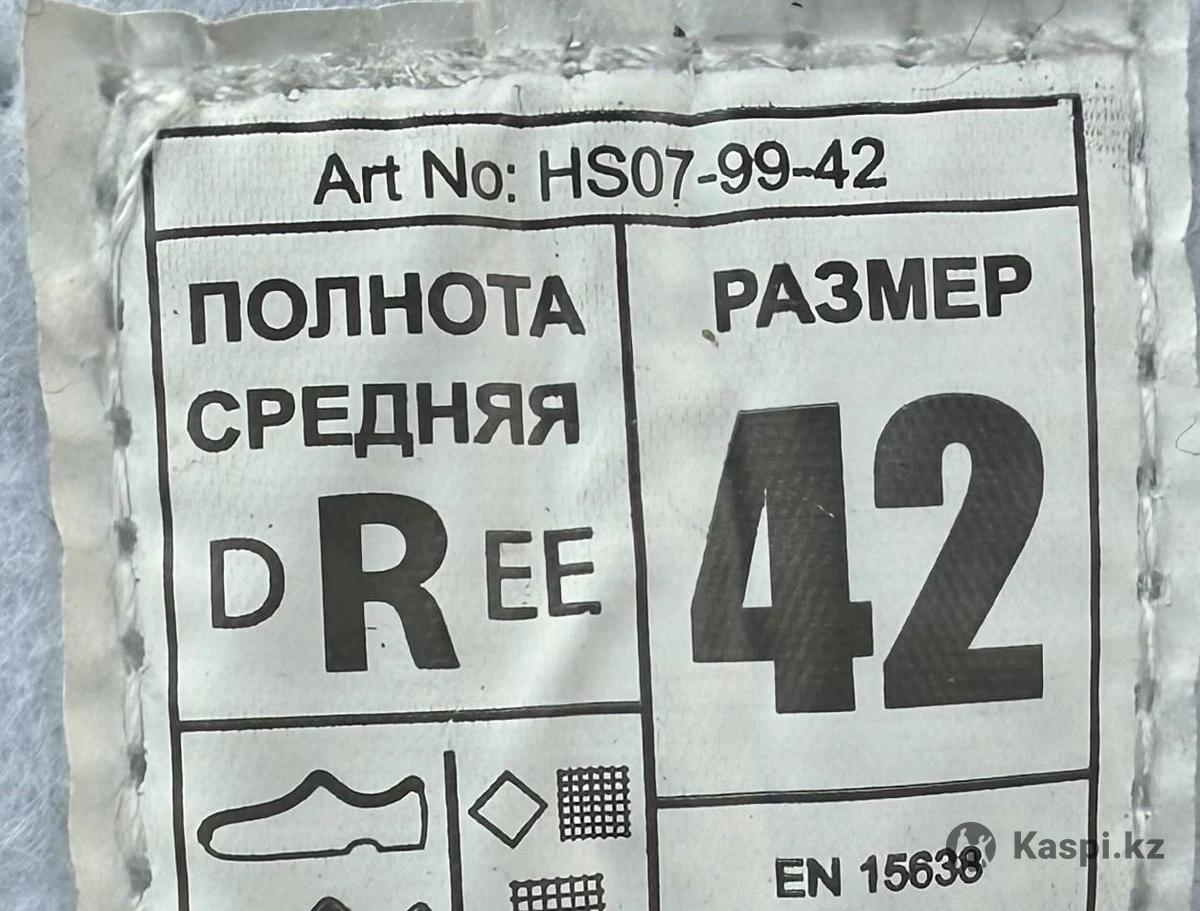 Art No: HS07-99-42
ПОЛНОТА
СРЕДНЯЯ
D R EE
РАЗМЕР
42
EN 15638
Kaspi.kz